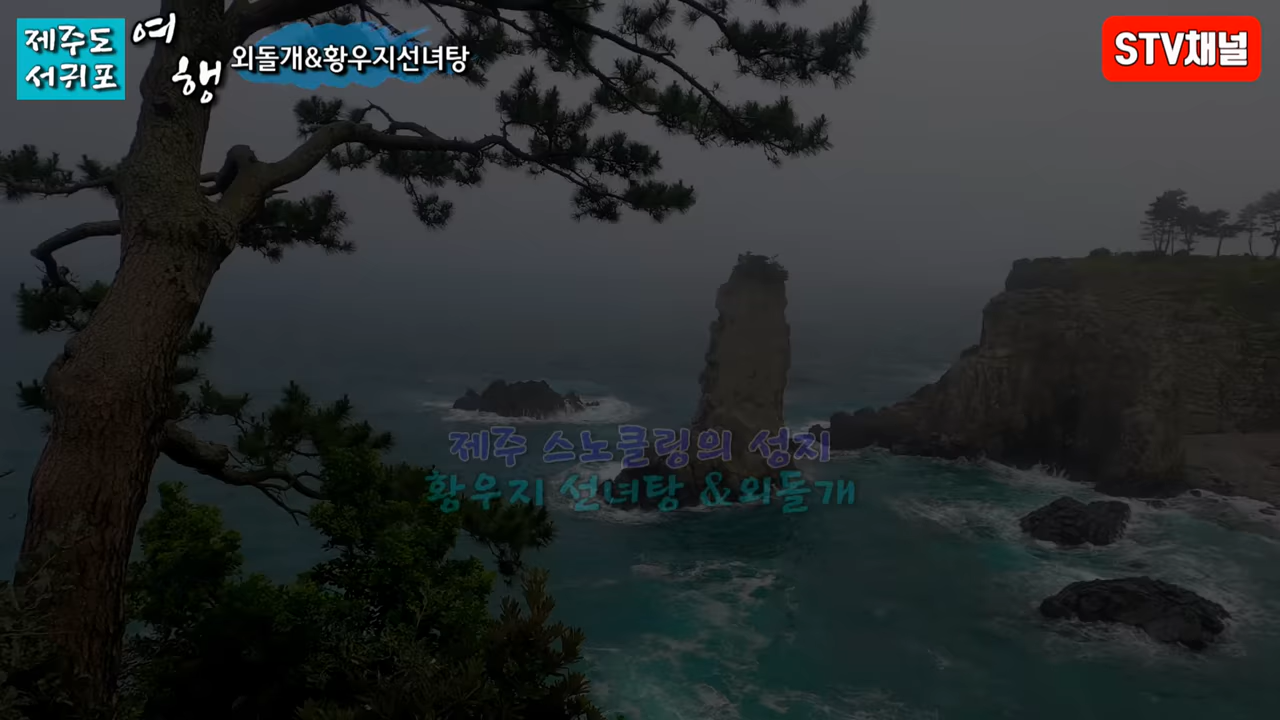 제주도
서귀포
여행
외돌개&황우지선녀탕
STV채널
제주 스노클링의 성지
황우지 선녀탕 &외돌개